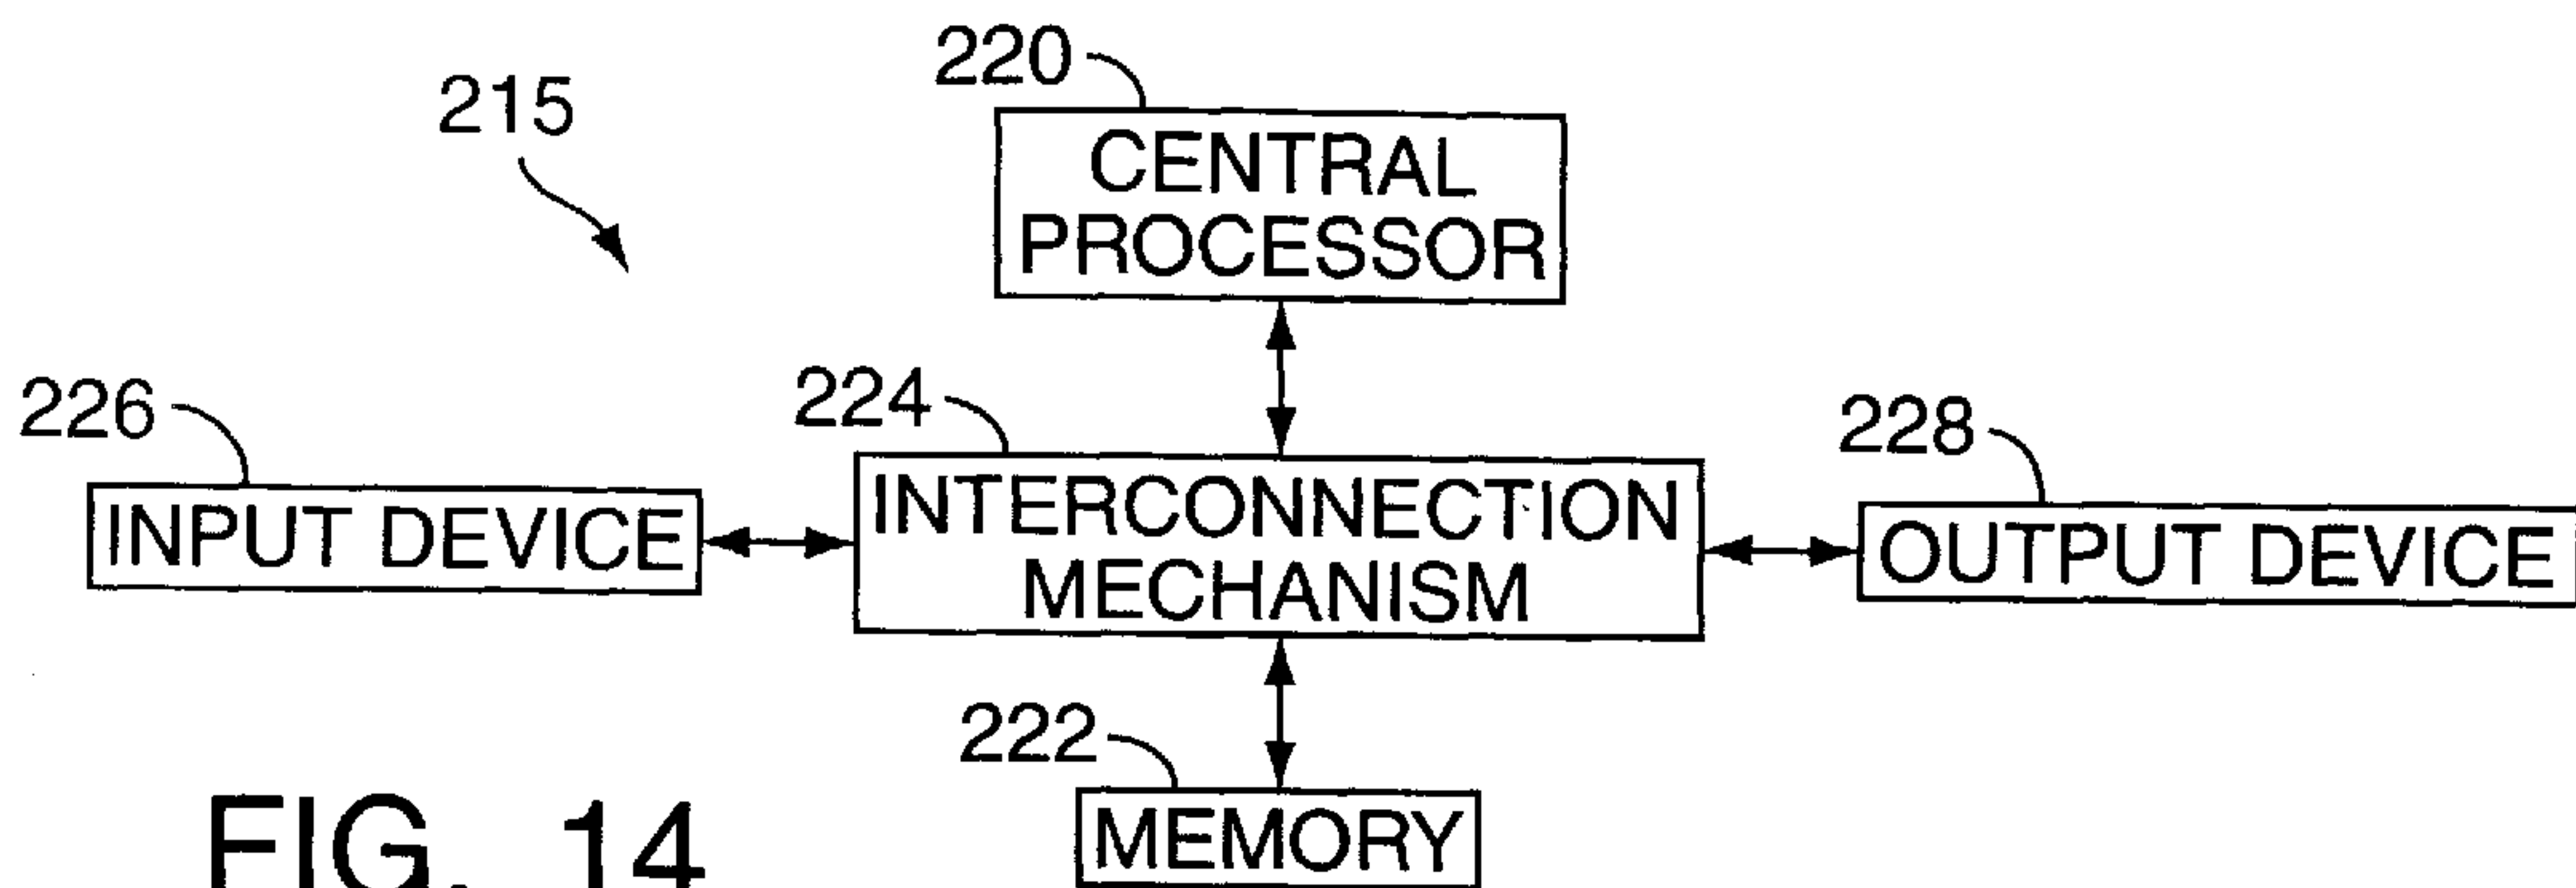 220
215
CENTRAL
PROCESSOR
224
226
228
INTERCONNECTION
MECHANISM
INPUT DEVICE
OUTPUT DEVICE
222
MEMORY
FIG. 14